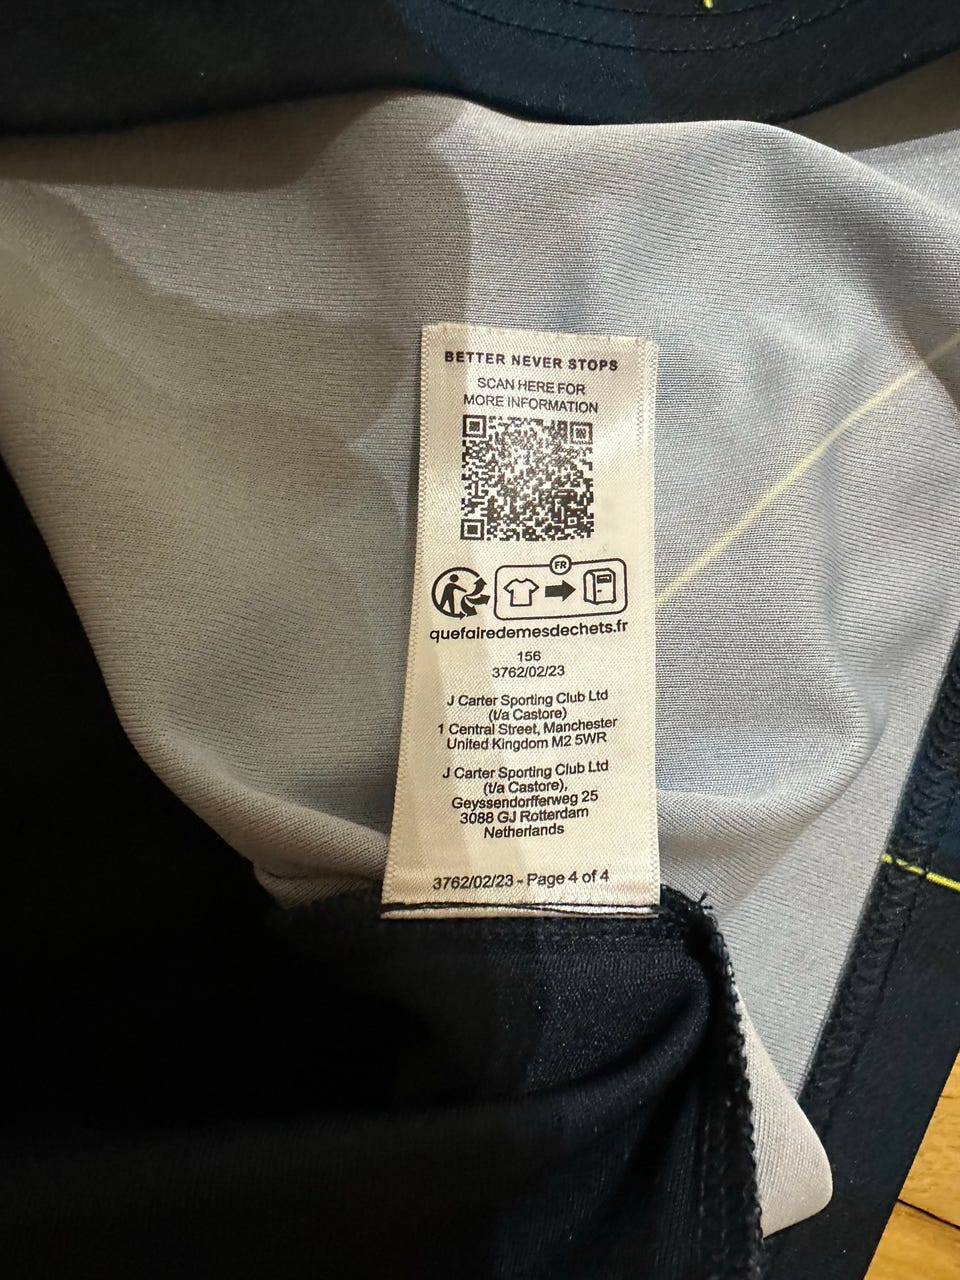 BETTER NEVER STOPS
SCAN HERE FOR
MORE INFORMATION
FR
quefairedemesdechets.fr
156
3762/02/23
J Carter Sporting Club Ltd
(t/a Castore)
1 Central Street, Manchester
United Kingdom M2 5WR
J Carter Sporting Club Ltd
(t/a Castore),
Geyssendorfferweg 25
3088 GJ Rotterdam
Netherlands
3762/02/23 - Page 4 of 4